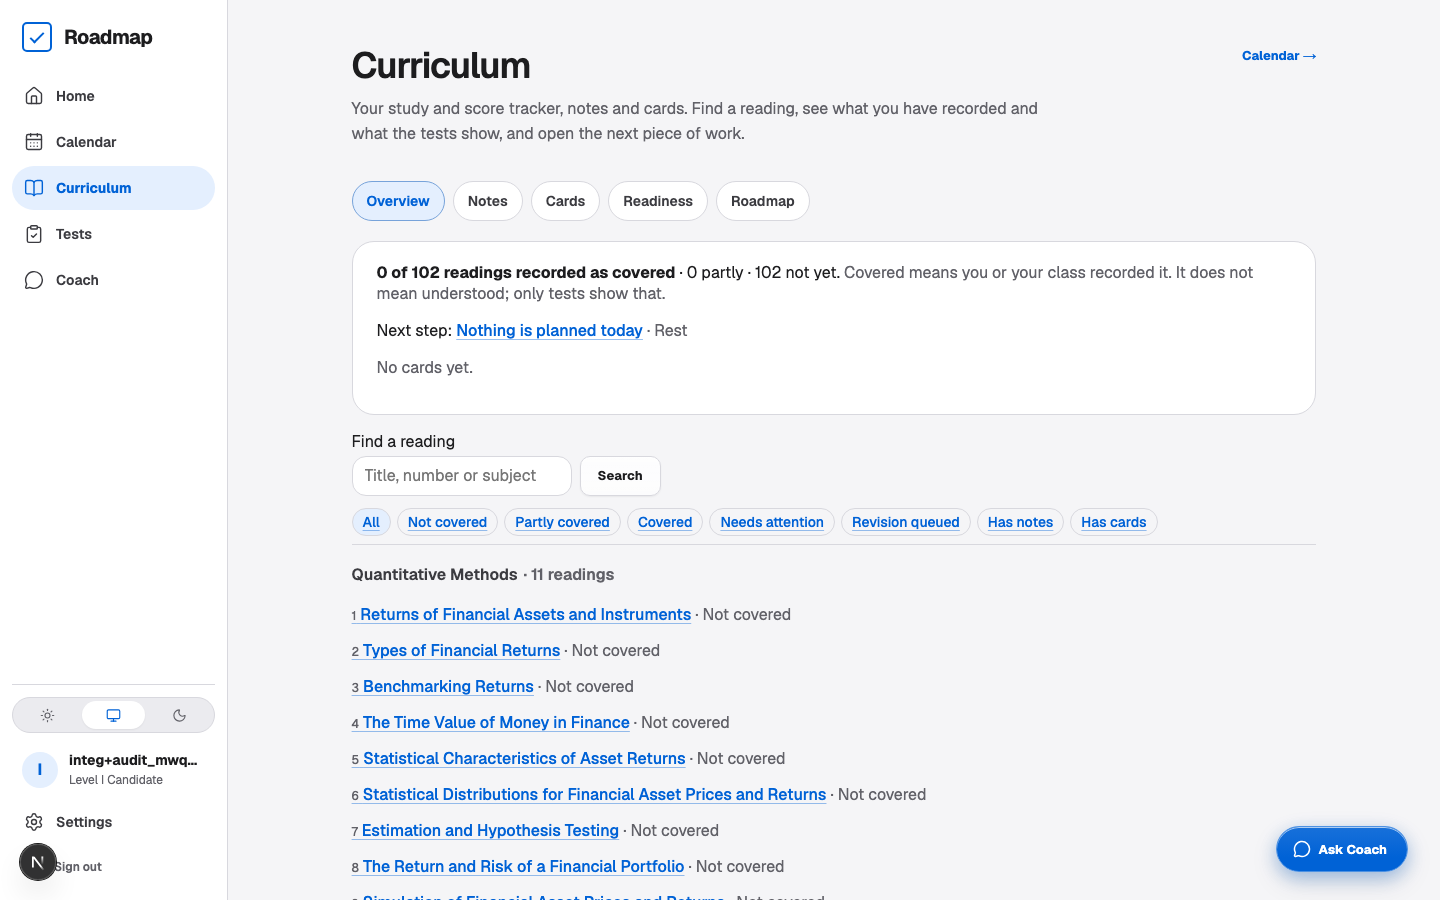 Roadmap
Home
Calendar
Curriculum
Tests
Coach
I
integ+audit_mwq...
Level I Candidate
Settings
N
Sign out
Curriculum
Calendar →
Your study and score tracker, notes and cards. Find a reading, see what you have recorded and
what the tests show, and open the next piece of work.
Overview
Notes
Cards
Readiness
Roadmap
0 of 102 readings recorded as covered · 0 partly · 102 not yet. Covered means you or your class recorded it. It does not
mean understood; only tests show that.
Next step: Nothing is planned today · Rest
No cards yet.
Find a reading
Title, number or subject
Search
All
Not covered
Partly covered
Covered
Needs attention
Revision queued
Has notes
Has cards
Quantitative Methods · 11 readings
1 Returns of Financial Assets and Instruments · Not covered
2 Types of Financial Returns · Not covered
3 Benchmarking Returns · Not covered
4 The Time Value of Money in Finance · Not covered
5 Statistical Characteristics of Asset Returns · Not covered
6 Statistical Distributions for Financial Asset Prices and Returns · Not covered
7 Estimation and Hypothesis Testing · Not covered
8 The Return and Risk of a Financial Portfolio · Not covered
Simulation of Financial Asset Prices and Returns · Not covered
Ask Coach